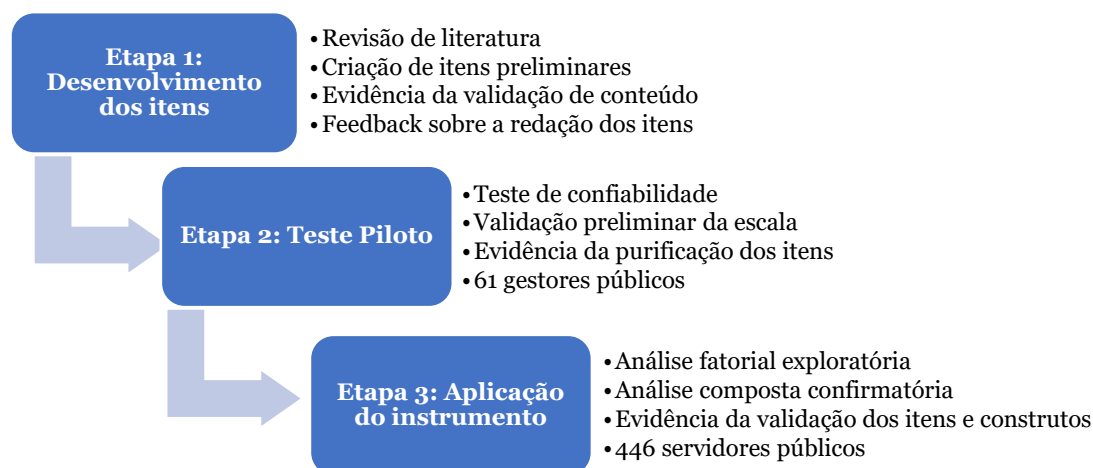 Etapa 1:
Desenvolvimento
dos itens
• Revisão de literatura
• Criação de itens preliminares
• Evidência da validação de conteúdo
• Feedback sobre a redação dos itens
Etapa 2: Teste Piloto
• Teste de confiabilidade
• Validação preliminar da escala
• Evidência da purificação dos itens
• 61 gestores públicos
Etapa 3: Aplicação
do instrumento
• Análise fatorial exploratória
• Análise composta confirmatória
• Evidência da validação dos itens e construtos
• 446 servidores públicos